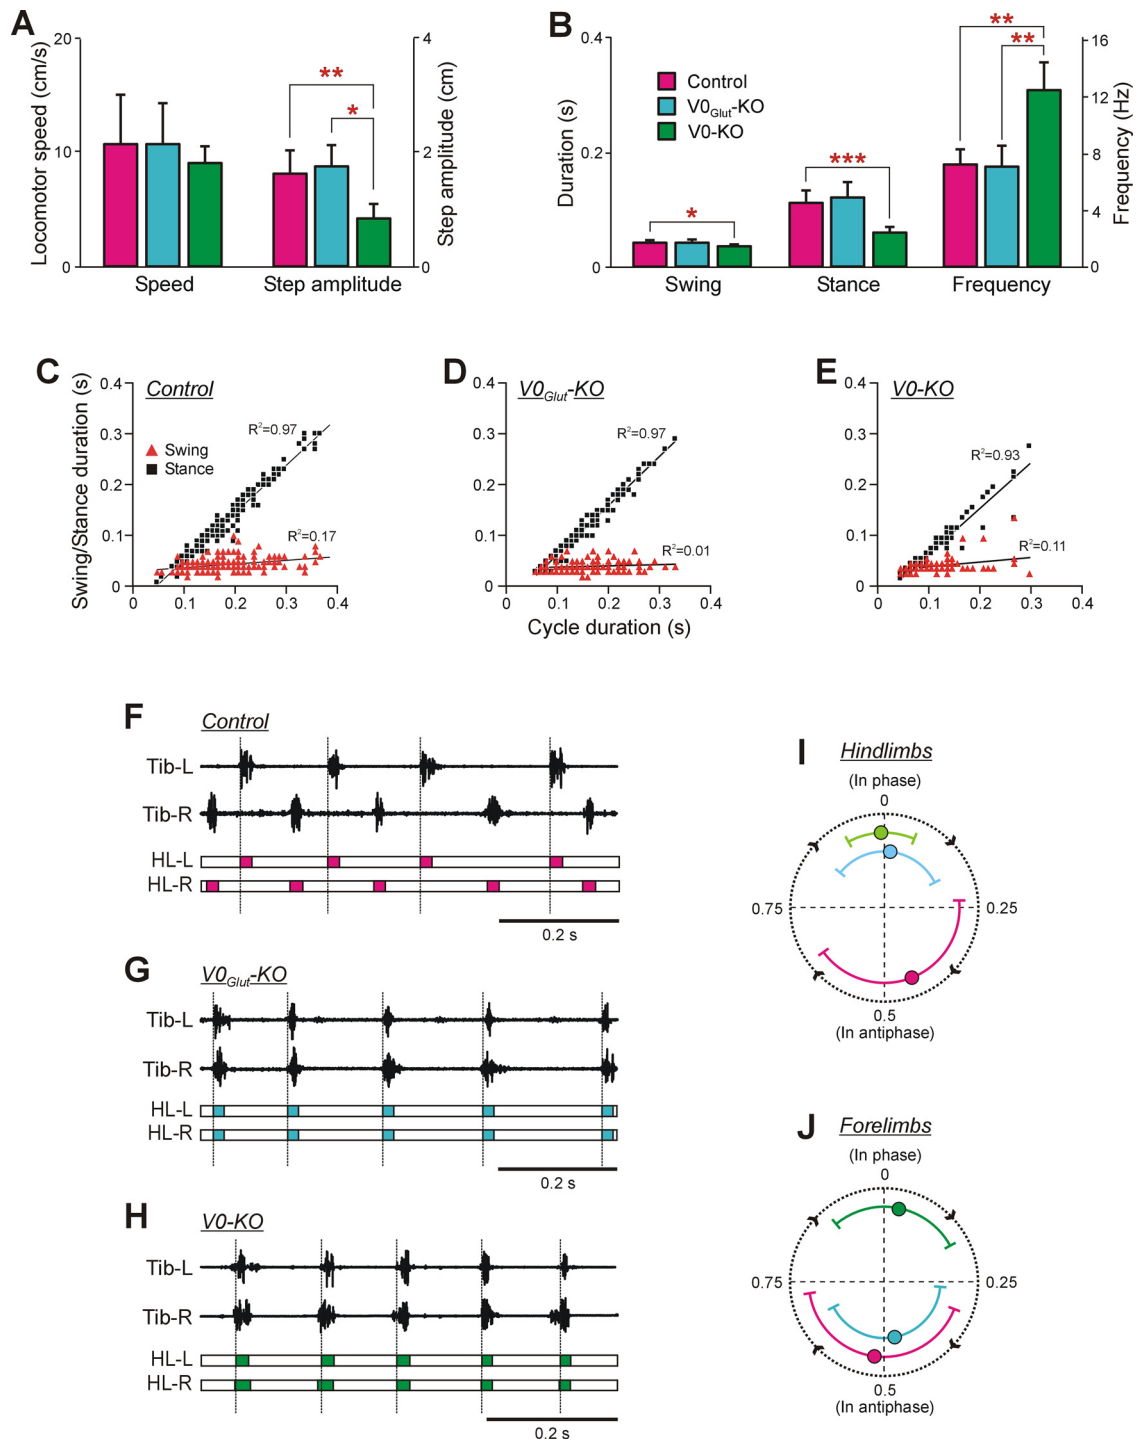 A
Locomotor speed (cm/s)
20
10
0
**
*
4
2
0
Step amplitude (cm)
Speed
Step amplitude
B
Duration (s)
0.4
0.2
0
Control
V0Glut-KO
V0-KO
*
***
**
**
16
12
8
4
0
Frequency (Hz)
Swing
Stance
Frequency
C
Control
Swing/Stance duration (s)
0.4
0.3
0.2
0.1
0
Swing
Stance
R²=0.97
R²=0.17
0 0.1 0.2 0.3 0.4
D
V0Glut-KO
0.4
0.3
0.2
0.1
0
R²=0.97
R²=0.01
0 0.1 0.2 0.3 0.4
Cycle duration (s)
E
V0-KO
0.4
0.3
0.2
0.1
0
R²=0.93
R²=0.11
0 0.1 0.2 0.3 0.4
F
Control
Tib-L
Tib-R
HL-L
HL-R
0.2 s
G
V0Glut-KO
Tib-L
Tib-R
HL-L
HL-R
0.2 s
H
V0-KO
Tib-L
Tib-R
HL-L
HL-R
0.2 s
I
Hindlimbs
(In phase)
0
0.75
0.25
0.5
(In antiphase)
J
Forelimbs
(In phase)
0
0.75
0.25
0.5
(In antiphase)